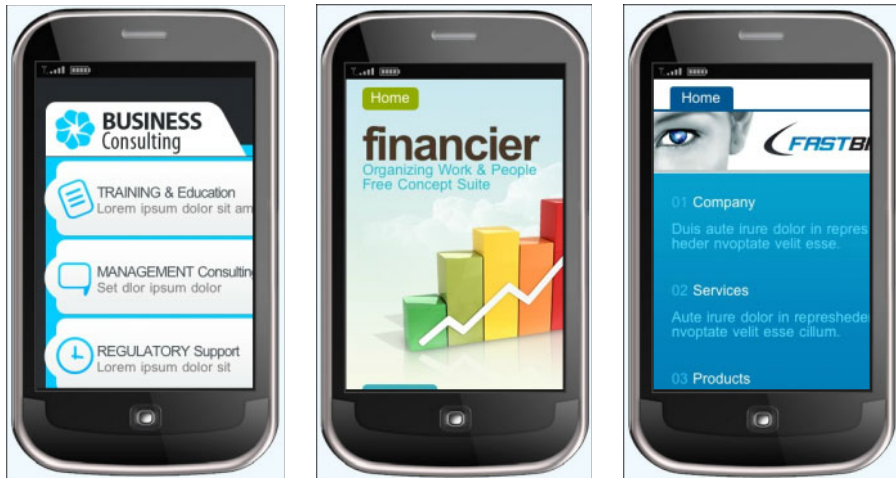 BUSINESS
Consulting
TRAINING & Education
Lorem ipsum dolor sit am
MANAGEMENT Consulting
Set dlor ipsum dolor
REGULATORY Support
Lorem ipsum dolor sit
Home
financier
Organizing Work & People
Free Concept Suite
Home
FASTBI
01 Company
Duis aute irure dolor in repres
heder nvoptate velit esse.
02 Services
Aute irure dolor in represhede
nvoptate velit esse cillum.
03 Products